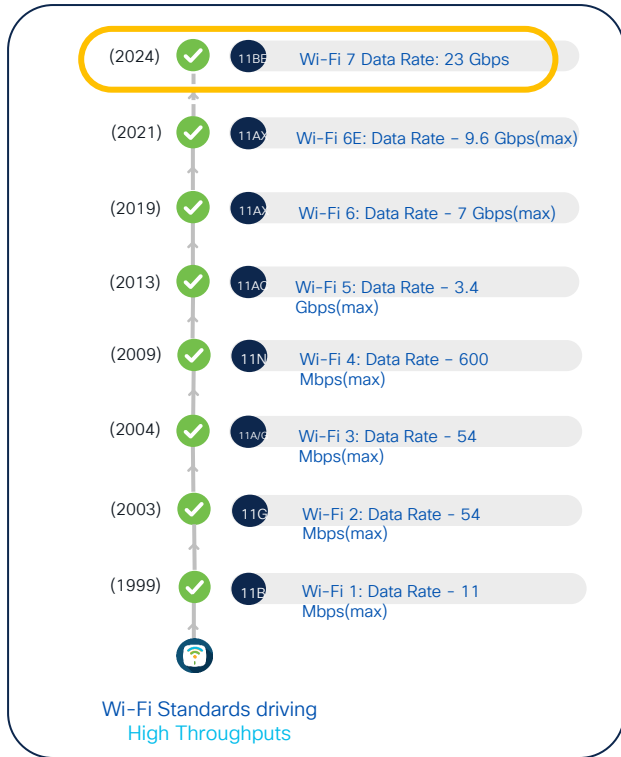 (2024) 11BE Wi-Fi 7 Data Rate: 23 Gbps
(2021) 11AX Wi-Fi 6E: Data Rate - 9.6 Gbps(max)
(2019) 11AX Wi-Fi 6: Data Rate - 7 Gbps(max)
(2013) 11AC Wi-Fi 5: Data Rate - 3.4
Gbps(max)
(2009) 11N Wi-Fi 4: Data Rate - 600
Mbps(max)
(2004) 11A/G Wi-Fi 3: Data Rate - 54
Mbps(max)
(2003) 11G Wi-Fi 2: Data Rate - 54
Mbps(max)
(1999) 11B Wi-Fi 1: Data Rate - 11
Mbps(max)
Wi-Fi Standards driving
High Throughputs